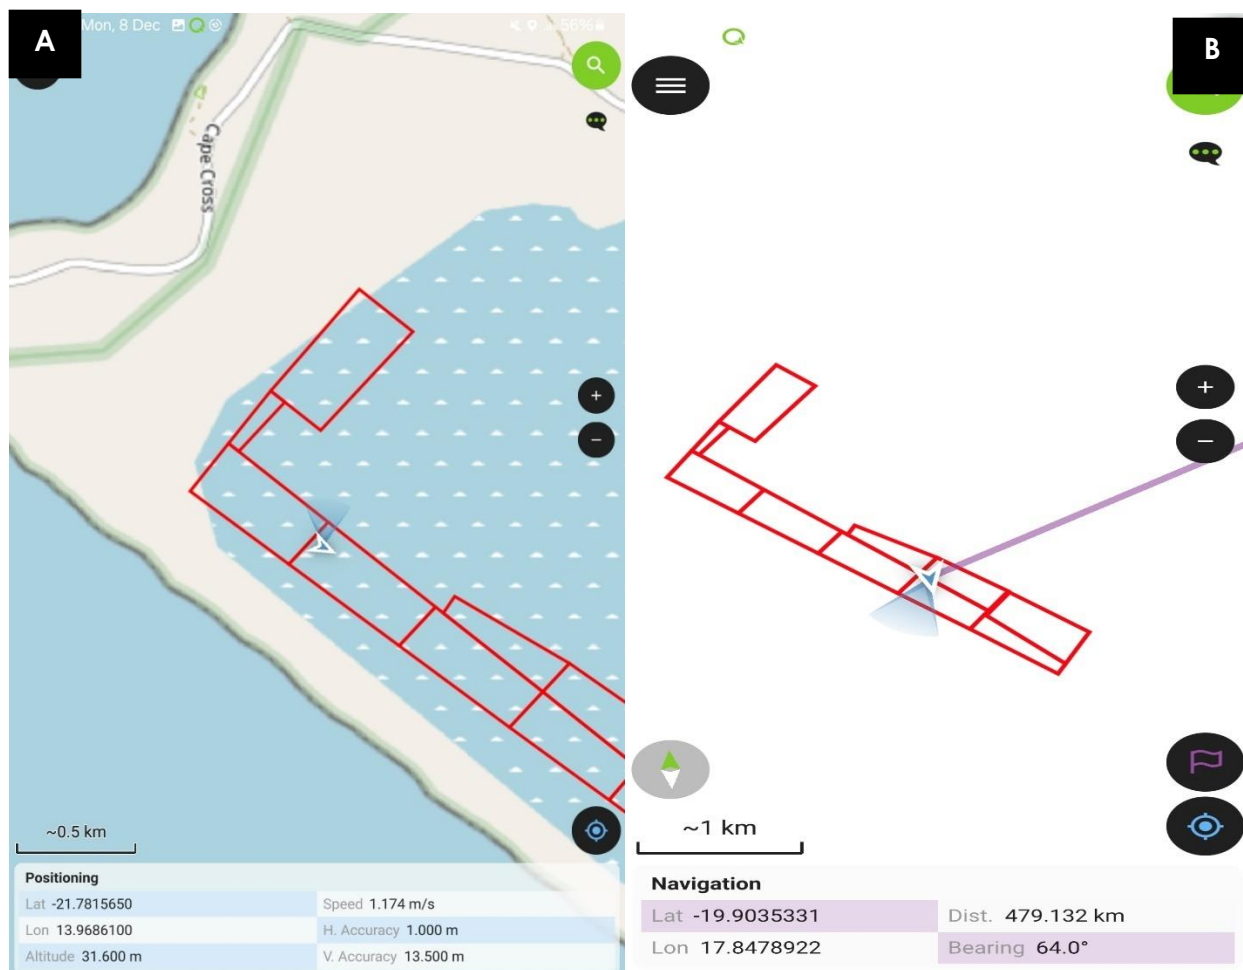 A
Mon, 8 Dec
56%
Cape Cross
+
−
~0.5 km
Positioning
Lat -21.7815650 Speed 1.174 m/s
Lon 13.9686100 H. Accuracy 1.000 m
Altitude 31.600 m V. Accuracy 13.500 m
B
+
−
~1 km
Navigation
Lat -19.9035331 Dist. 479.132 km
Lon 17.8478922 Bearing 64.0°